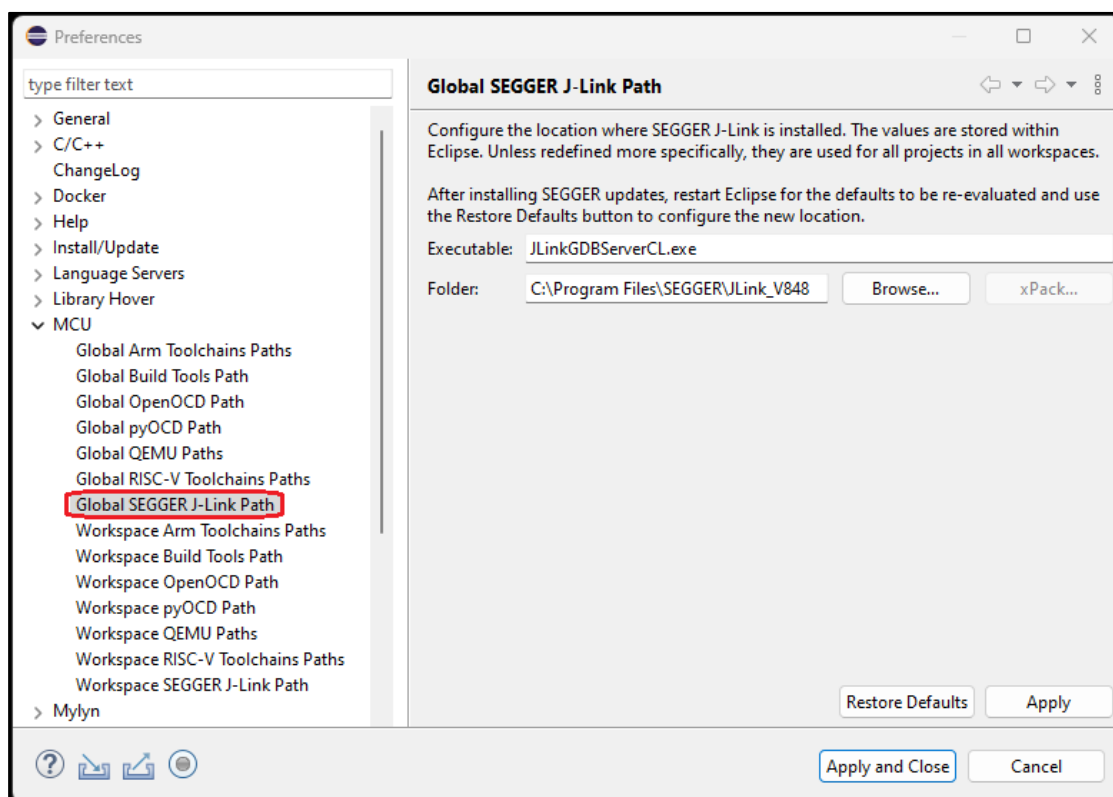 Preferences
type filter text
General
C/C++
ChangeLog
Docker
Help
Install/Update
Language Servers
Library Hover
MCU
Global Arm Toolchains Paths
Global Build Tools Path
Global OpenOCD Path
Global pyOCD Path
Global QEMU Paths
Global RISC-V Toolchains Paths
Global SEGGER J-Link Path
Workspace Arm Toolchains Paths
Workspace Build Tools Path
Workspace OpenOCD Path
Workspace pyOCD Path
Workspace QEMU Paths
Workspace RISC-V Toolchains Paths
Workspace SEGGER J-Link Path
Mylyn
Global SEGGER J-Link Path
Configure the location where SEGGER J-Link is installed. The values are stored within
Eclipse. Unless redefined more specifically, they are used for all projects in all workspaces.
After installing SEGGER updates, restart Eclipse for the defaults to be re-evaluated and use
the Restore Defaults button to configure the new location.
Executable: JLinkGDBServerCL.exe
Folder: C:\Program Files\SEGGER\JLink_V848 Browse... xPack...
Restore Defaults Apply
Apply and Close Cancel